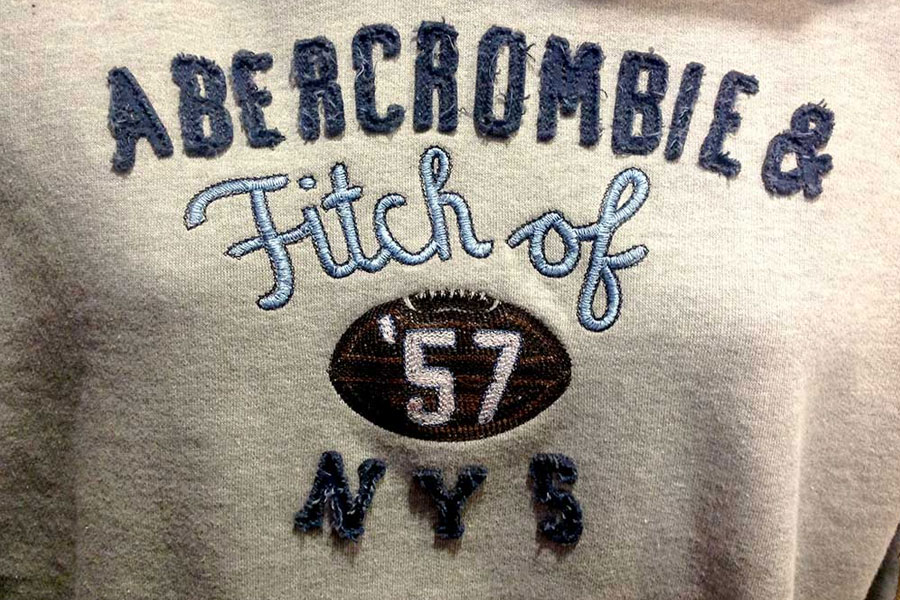 ABERCROMBIE &
Fitch of
'57
NYS